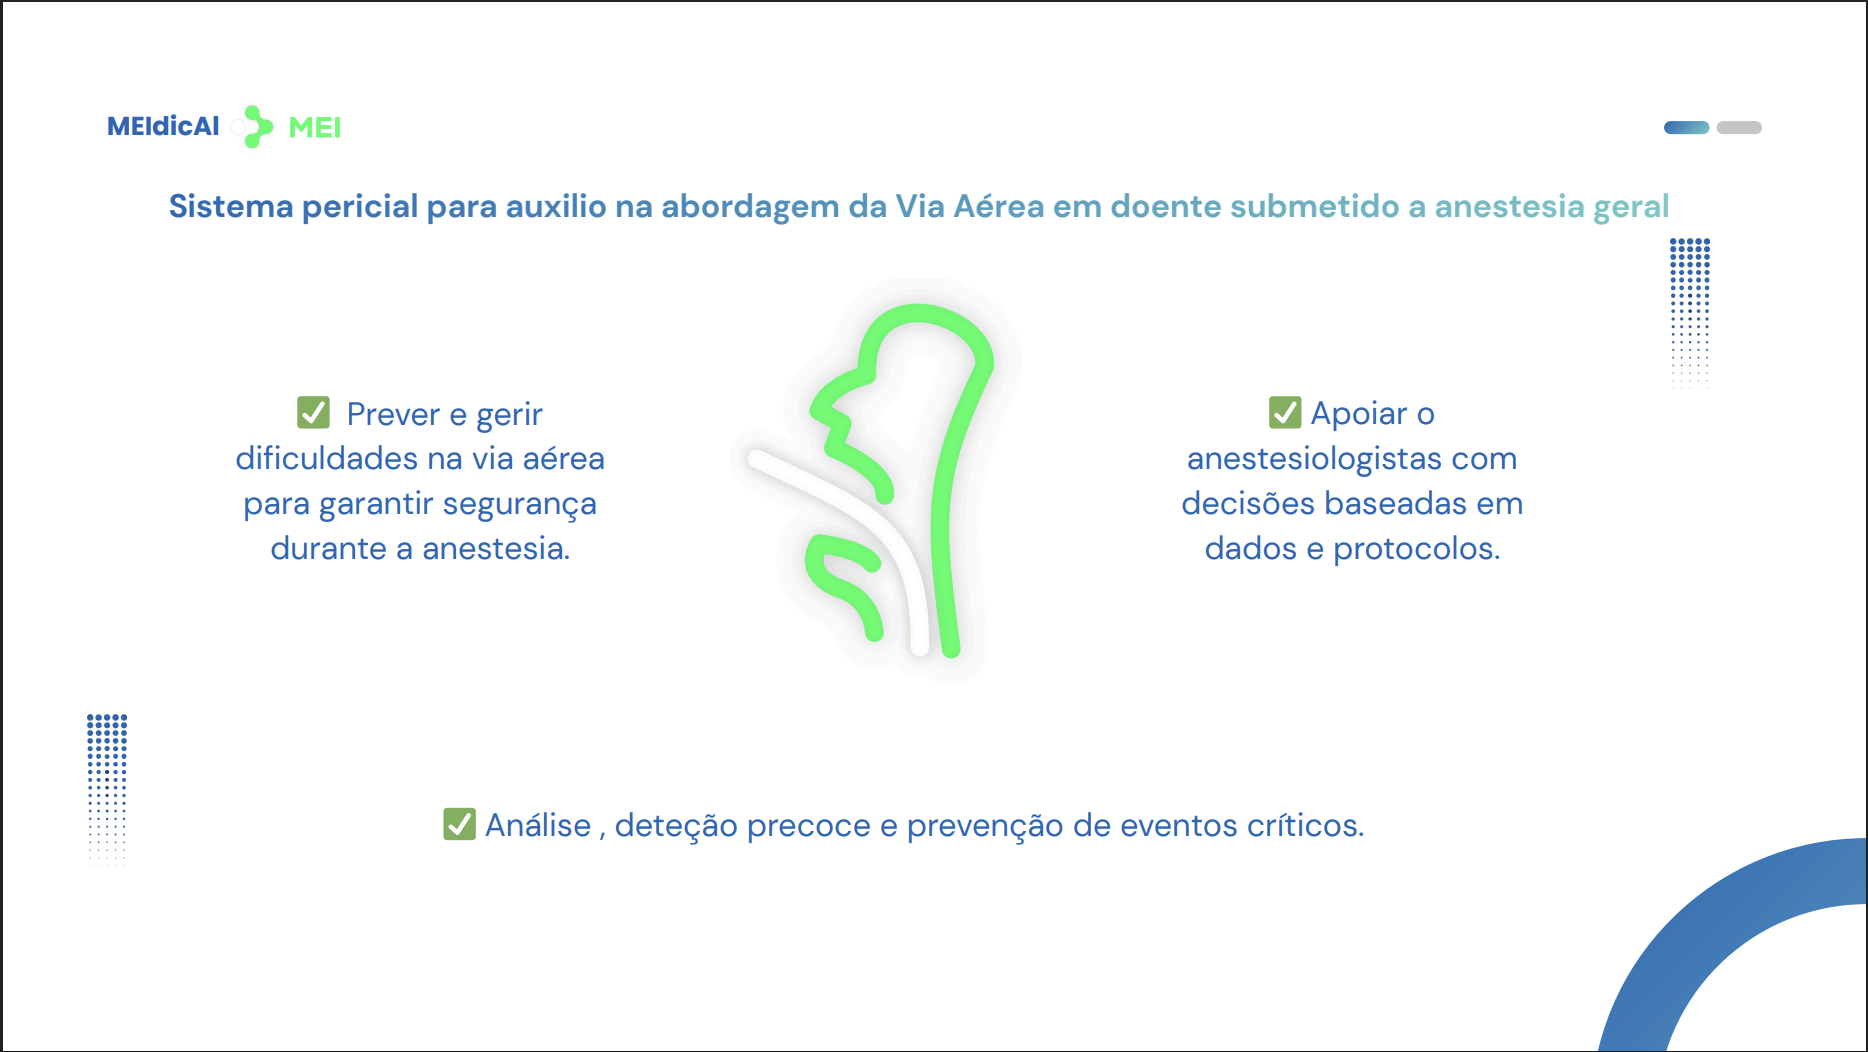 MEIdicAI MEI
Sistema pericial para auxilio na abordagem da Via Aérea em doente submetido a anestesia geral
✅ Prever e gerir
dificuldades na via aérea
para garantir segurança
durante a anestesia.
✅ Apoiar o
anestesiologistas com
decisões baseadas em
dados e protocolos.
✅ Análise , deteção precoce e prevenção de eventos críticos.